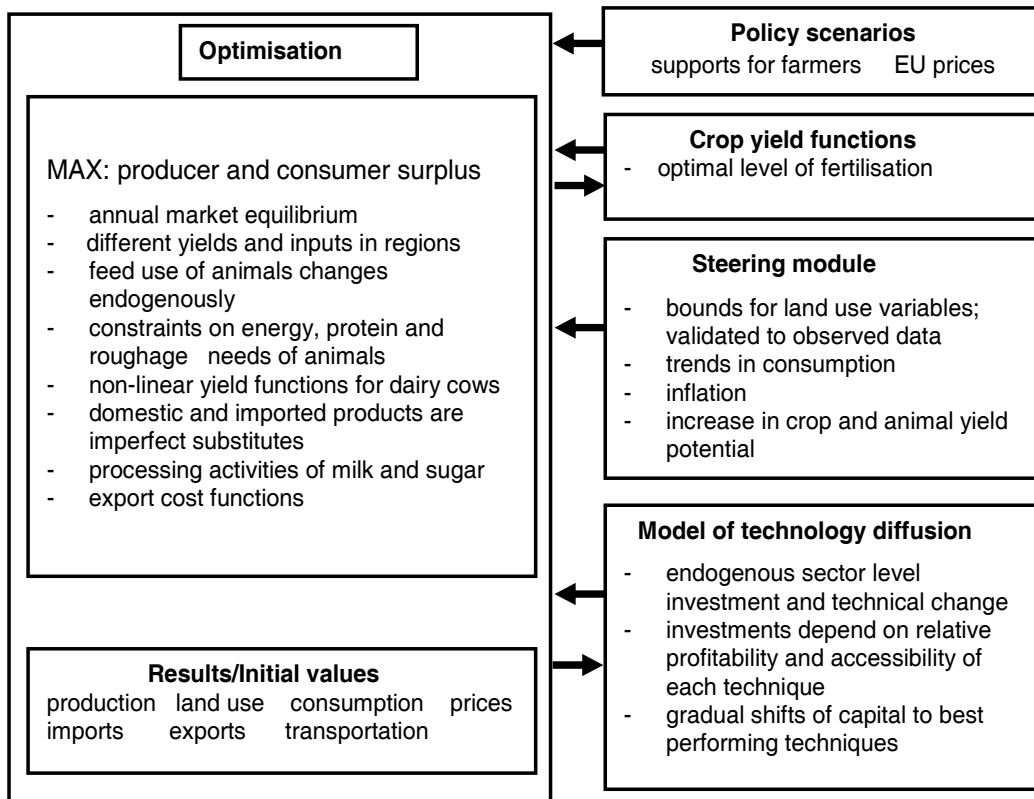 Optimisation
MAX: producer and consumer surplus
- annual market equilibrium
- different yields and inputs in regions
- feed use of animals changes
endogenously
- constraints on energy, protein and
roughage needs of animals
- non-linear yield functions for dairy cows
- domestic and imported products are
imperfect substitutes
- processing activities of milk and sugar
- export cost functions
Results/Initial values
production land use consumption prices
imports exports transportation
Policy scenarios
supports for farmers EU prices
Crop yield functions
- optimal level of fertilisation
Steering module
- bounds for land use variables;
validated to observed data
- trends in consumption
- inflation
- increase in crop and animal yield
potential
Model of technology diffusion
- endogenous sector level
investment and technical change
- investments depend on relative
profitability and accessibility of
each technique
- gradual shifts of capital to best
performing techniques